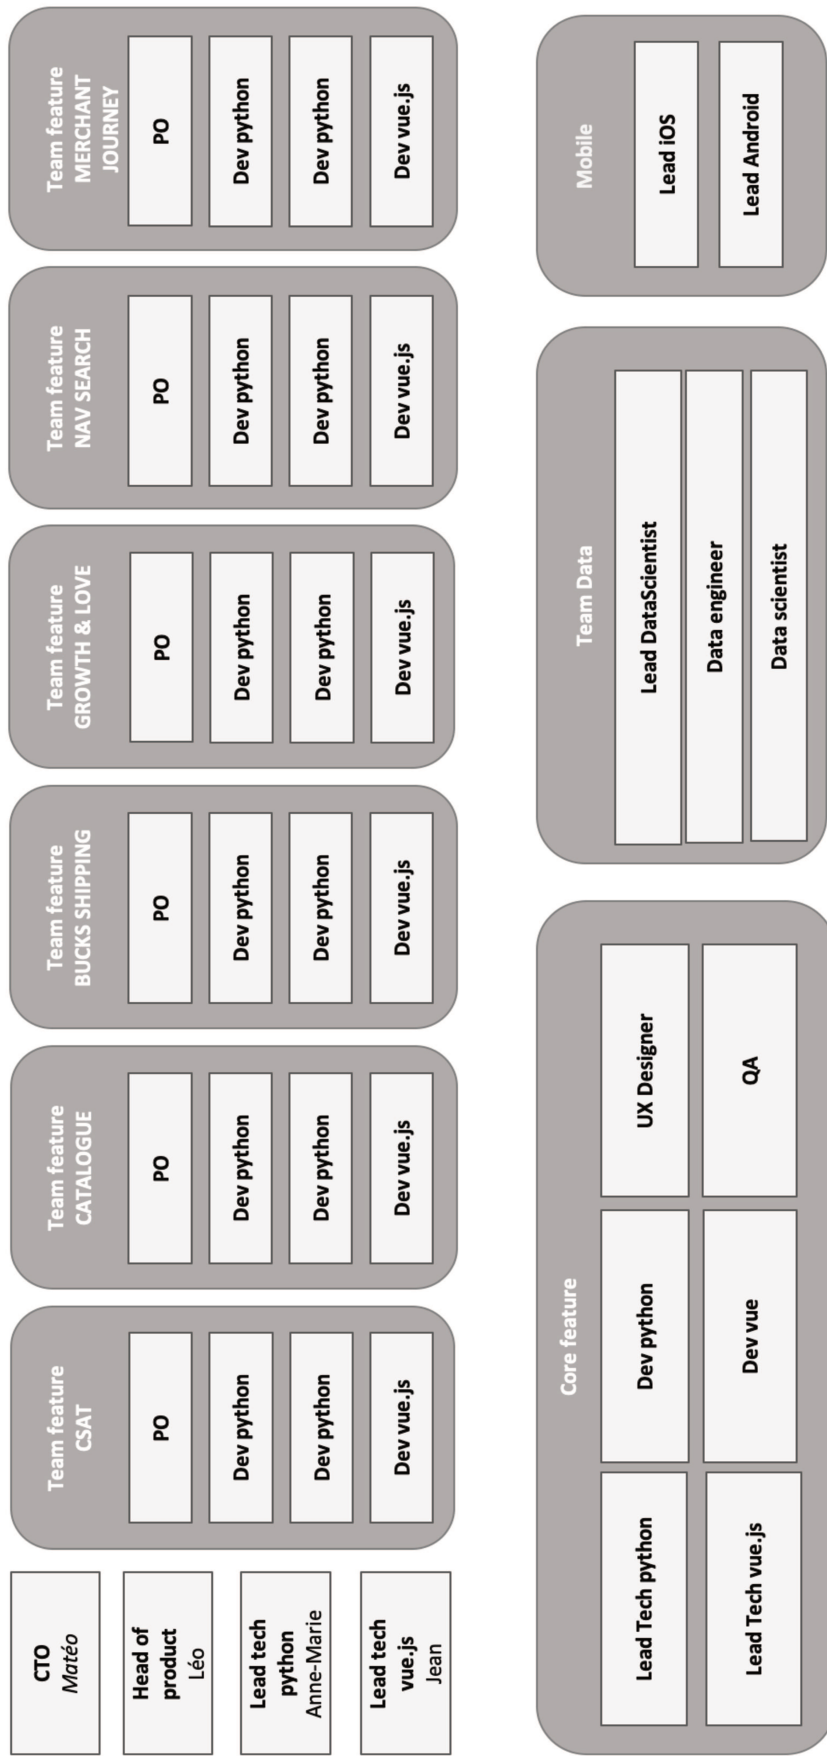 CTO
Matéo
Head of
product
Léo
Lead tech
python
Anne-Marie
Lead tech
vue.js
Jean
Team feature
CSAT
PO
Dev python
Dev python
Dev vue.js
Team feature
CATALOGUE
PO
Dev python
Dev python
Dev vue.js
Team feature
BUCKS SHIPPING
PO
Dev python
Dev python
Dev vue.js
Team feature
GROWTH & LOVE
PO
Dev python
Dev python
Dev vue.js
Team feature
NAV SEARCH
PO
Dev python
Dev python
Dev vue.js
Team feature
MERCHANT
JOURNEY
PO
Dev python
Dev python
Dev vue.js
Core feature
Lead Tech python
Dev python
UX Designer
Lead Tech vue.js
Dev vue
QA
Team Data
Lead DataScientist
Data engineer
Data scientist
Mobile
Lead iOS
Lead Android